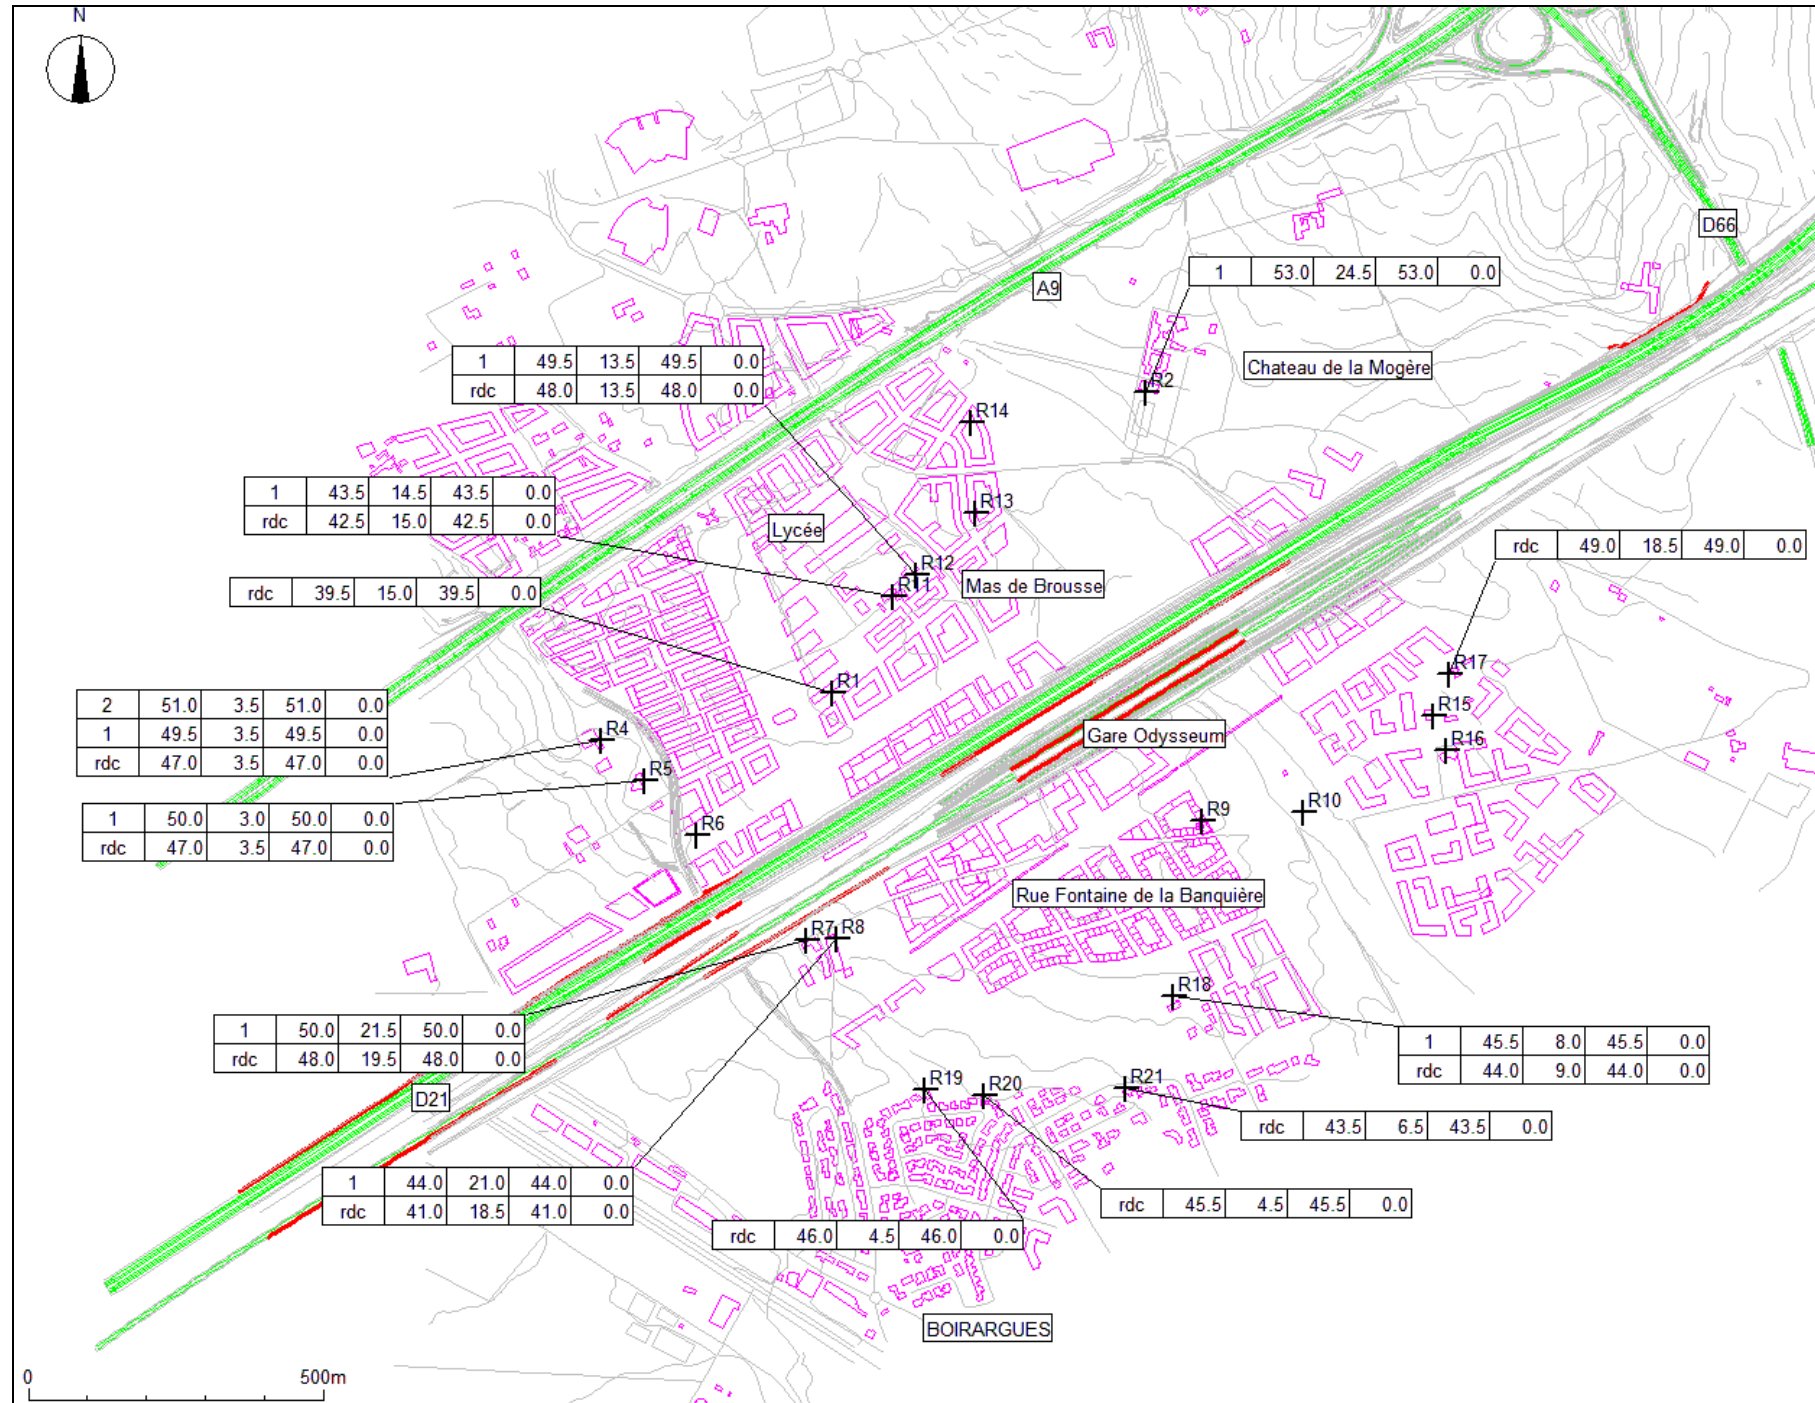 N
D66
1 53.0 24.5 53.0 0.0
A9
1 49.5 13.5 49.5 0.0
rdc 48.0 13.5 48.0 0.0
Chateau de la Mogère
R2
R14
1 43.5 14.5 43.5 0.0
rdc 42.5 15.0 42.5 0.0
R13
Lycée
rdc 49.0 18.5 49.0 0.0
R12
R11
Mas de Brousse
rdc 39.5 15.0 39.5 0.0
R17
R1
2 51.0 3.5 51.0 0.0
1 49.5 3.5 49.5 0.0
rdc 47.0 3.5 47.0 0.0
R15
R4
Gare Odysseum
R16
R5
1 50.0 3.0 50.0 0.0
rdc 47.0 3.5 47.0 0.0
R6
R9
R10
Rue Fontaine de la Banquière
R7
R8
R18
1 50.0 21.5 50.0 0.0
rdc 48.0 19.5 48.0 0.0
1 45.5 8.0 45.5 0.0
rdc 44.0 9.0 44.0 0.0
D21
R19
R20
R21
rdc 43.5 6.5 43.5 0.0
1 44.0 21.0 44.0 0.0
rdc 41.0 18.5 41.0 0.0
rdc 45.5 4.5 45.5 0.0
rdc 46.0 4.5 46.0 0.0
BOIRARGUES
0 500m